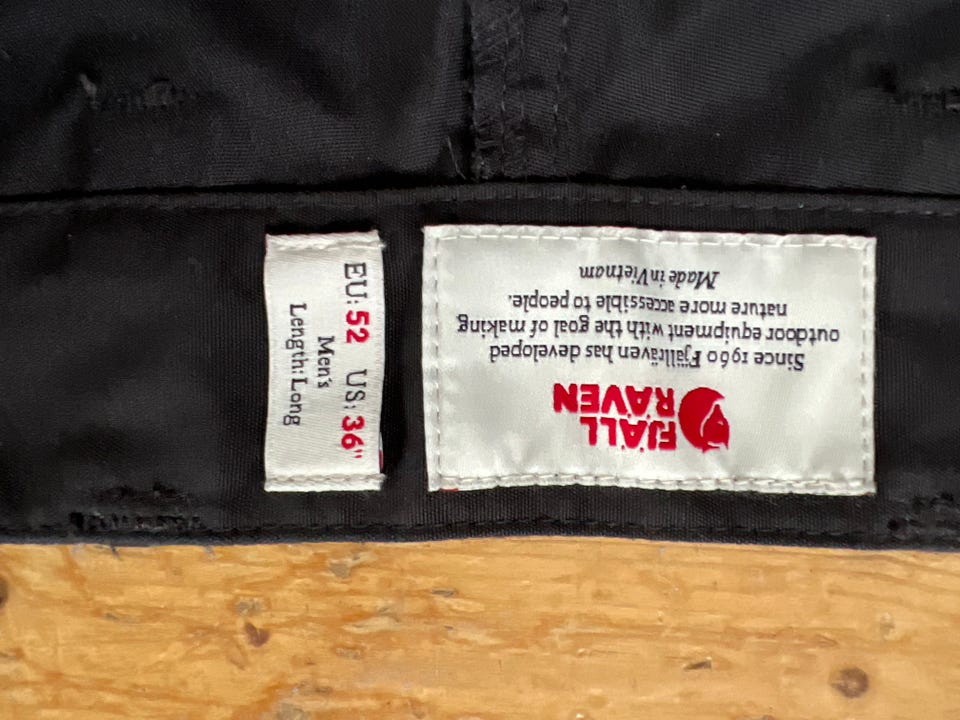 EU: 52 US: 36"
Men's
Length: Long
FJÄLL
RÄVEN
Since 1960 Fjällräven has developed
outdoor equipment with the goal of making
nature more accessible to people.
Made in Vietnam